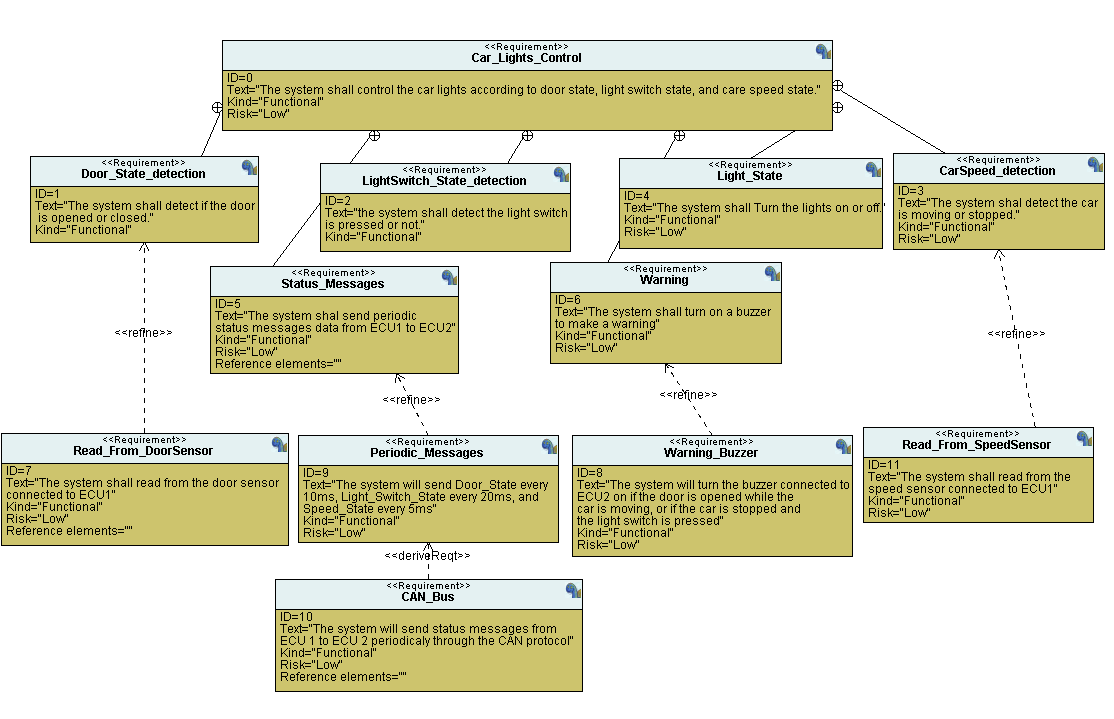 <<Requirement>>
Car_Lights_Control
ID=0
Text="The system shall control the car lights according to door state, light switch state, and care speed state."
Kind="Functional"
Risk="Low"
<<Requirement>>
Door_State_detection
ID=1
Text="The system shall detect if the door
is opened or closed."
Kind="Functional"
<<Requirement>>
LightSwitch_State_detection
ID=2
Text="the system shall detect the light switch
is pressed or not."
Kind="Functional"
<<Requirement>>
Light_State
ID=4
Text="The system shall Turn the lights on or off."
Kind="Functional"
Risk="Low"
<<Requirement>>
CarSpeed_detection
ID=3
Text="The system shal detect the car
is moving or stopped."
Kind="Functional"
Risk="Low"
<<Requirement>>
Status_Messages
ID=5
Text="The system shal send periodic
status messages data from ECU1 to ECU2"
Kind="Functional"
Risk="Low"
Reference elements=""
<<Requirement>>
Warning
ID=6
Text="The system shall turn on a buzzer
to make a warning"
Kind="Functional"
Risk="Low"
<<refine>>
<<refine>>
<<refine>>
<<refine>>
<<Requirement>>
Read_From_DoorSensor
ID=7
Text="The system shall read from the door sensor
connected to ECU1"
Kind="Functional"
Risk="Low"
Reference elements=""
<<Requirement>>
Periodic_Messages
ID=9
Text="The system will send Door_State every
10ms, Light_Switch_State every 20ms, and
Speed_State every 5ms"
Kind="Functional"
Risk="Low"
<<Requirement>>
Warning_Buzzer
ID=8
Text="The system will turn the buzzer connected to
ECU2 on if the door is opened while the
car is moving, or if the car is stopped and
the light switch is pressed"
Kind="Functional"
Risk="Low"
<<Requirement>>
Read_From_SpeedSensor
ID=11
Text="The system shall read from the
speed sensor connected to ECU1"
Kind="Functional"
Risk="Low"
<<deriveReqt>>
<<Requirement>>
CAN_Bus
ID=10
Text="The system will send status messages from
ECU 1 to ECU 2 periodicaly through the CAN protocol"
Kind="Functional"
Risk="Low"
Reference elements=""